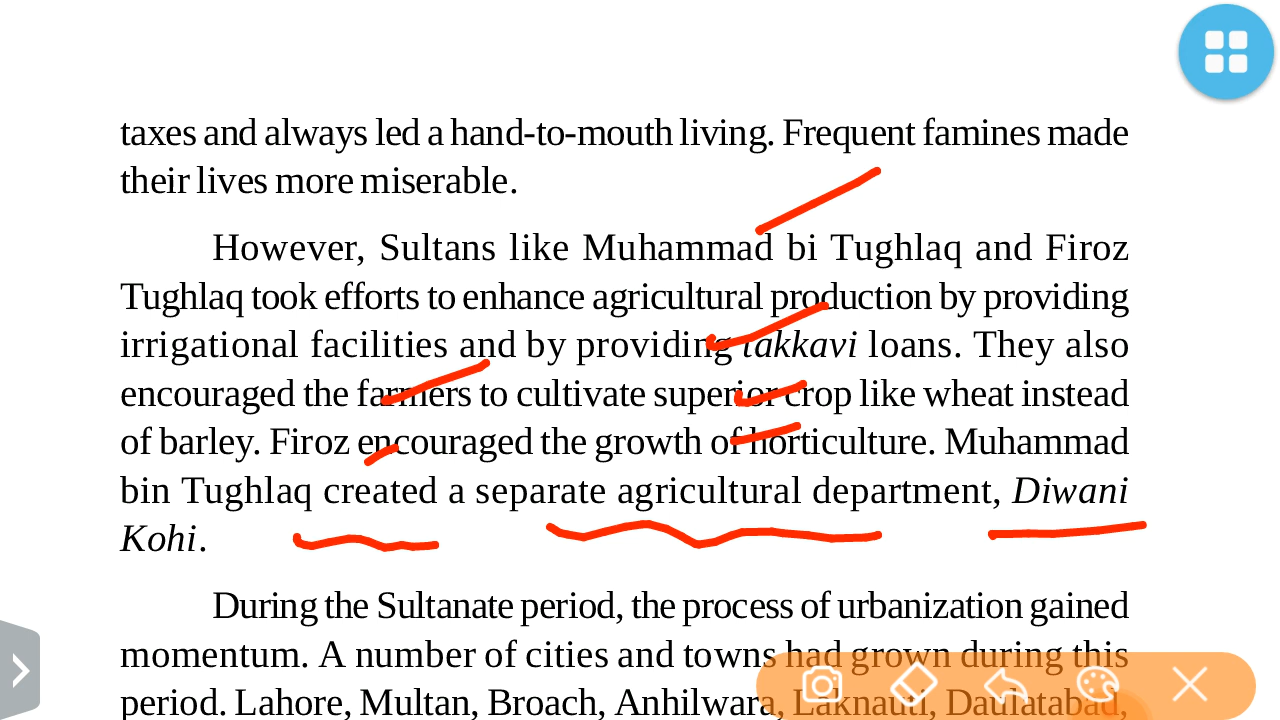 taxes and always led a hand-to-mouth living. Frequent famines made
their lives more miserable.
However, Sultans like Muhammad bi Tughlaq and Firoz
Tughlaq took efforts to enhance agricultural production by providing
irrigational facilities and by providing takkavi loans. They also
encouraged the farmers to cultivate superior crop like wheat instead
of barley. Firoz encouraged the growth of horticulture. Muhammad
bin Tughlaq created a separate agricultural department, Diwani
Kohi.
During the Sultanate period, the process of urbanization gained
momentum. A number of cities and towns had grown during this
period. Lahore, Multan, Broach, Anhilwara, Laknauti, Daulatabad,